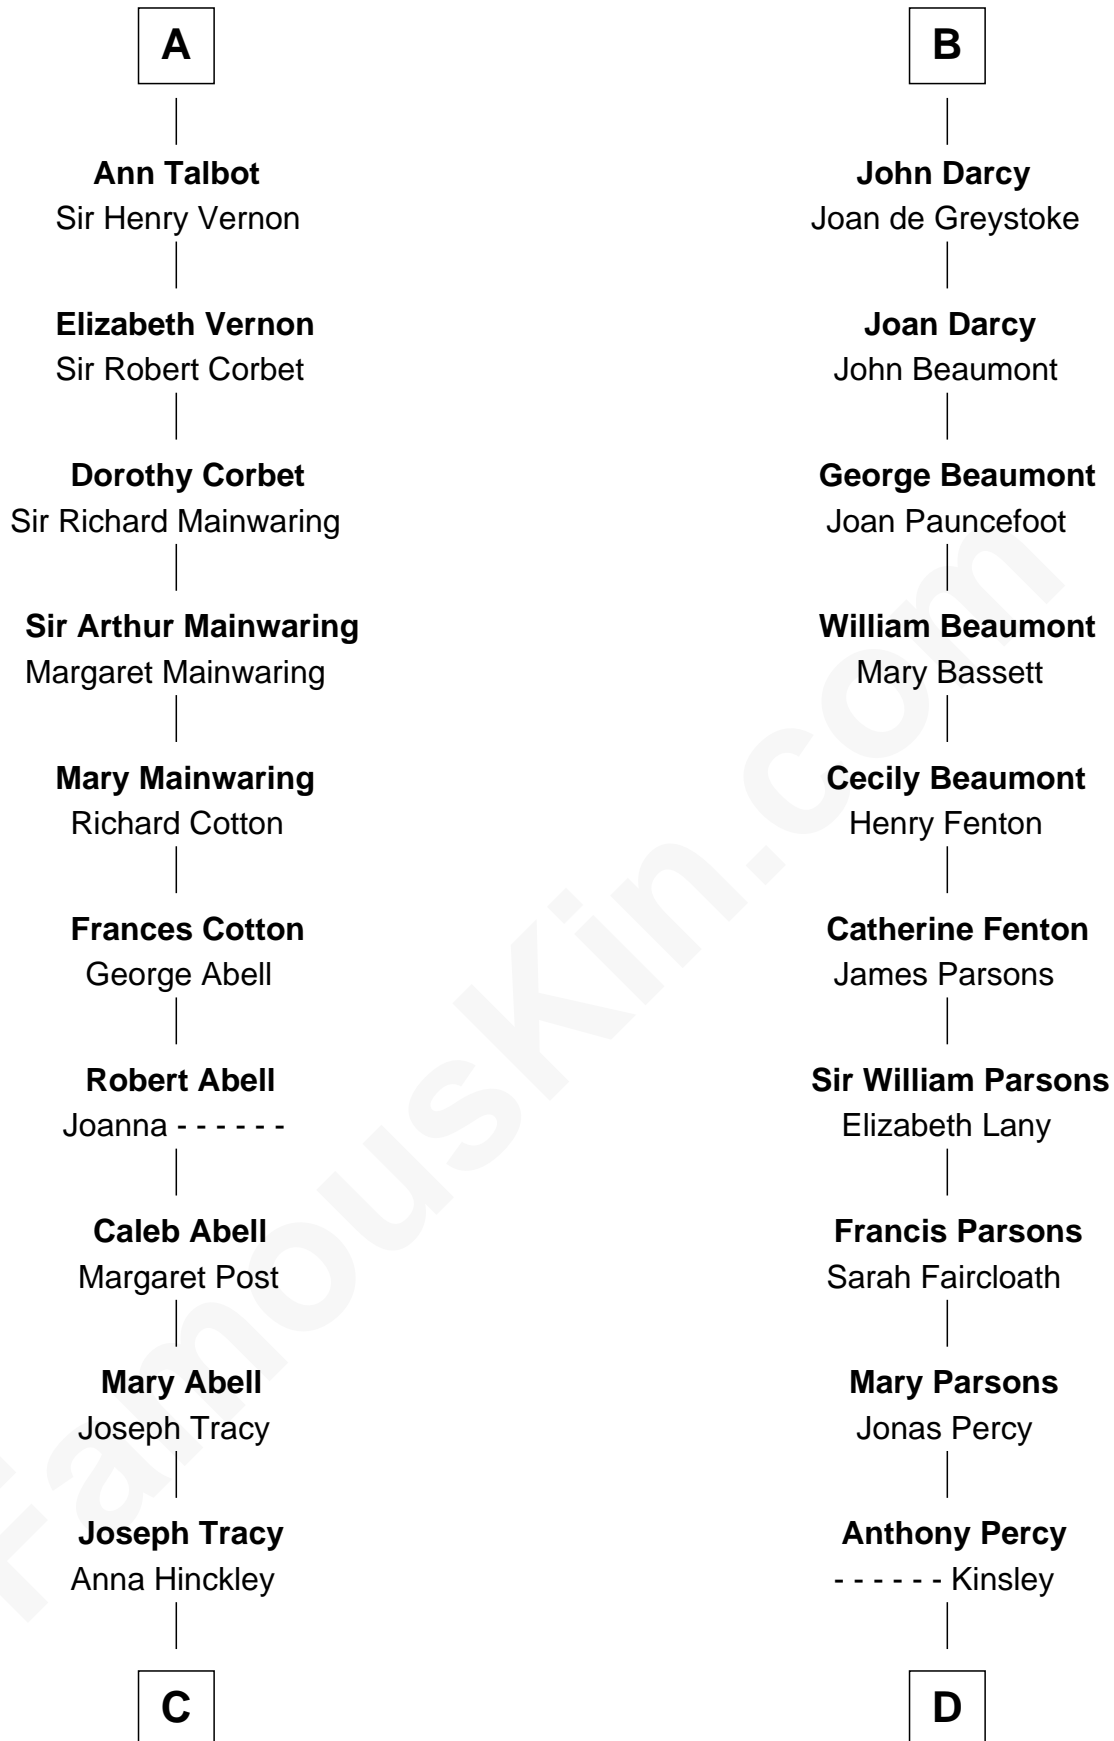 A
Ann Talbot
Sir Henry Vernon
Elizabeth Vernon
Sir Robert Corbet
Dorothy Corbet
Sir Richard Mainwaring
Sir Arthur Mainwaring
Margaret Mainwaring
Mary Mainwaring
Richard Cotton
Frances Cotton
George Abell
Robert Abell
Joanna - - - - - -
Caleb Abell
Margaret Post
Mary Abell
Joseph Tracy
Joseph Tracy
Anna Hinckley
C
B
John Darcy
Joan de Greystoke
Joan Darcy
John Beaumont
George Beaumont
Joan Pauncefoot
William Beaumont
Mary Bassett
Cecily Beaumont
Henry Fenton
Catherine Fenton
James Parsons
Sir William Parsons
Elizabeth Lany
Francis Parsons
Sarah Faircloath
Mary Parsons
Jonas Percy
Anthony Percy
- - - - - - Kinsley
D
FamousKin.com